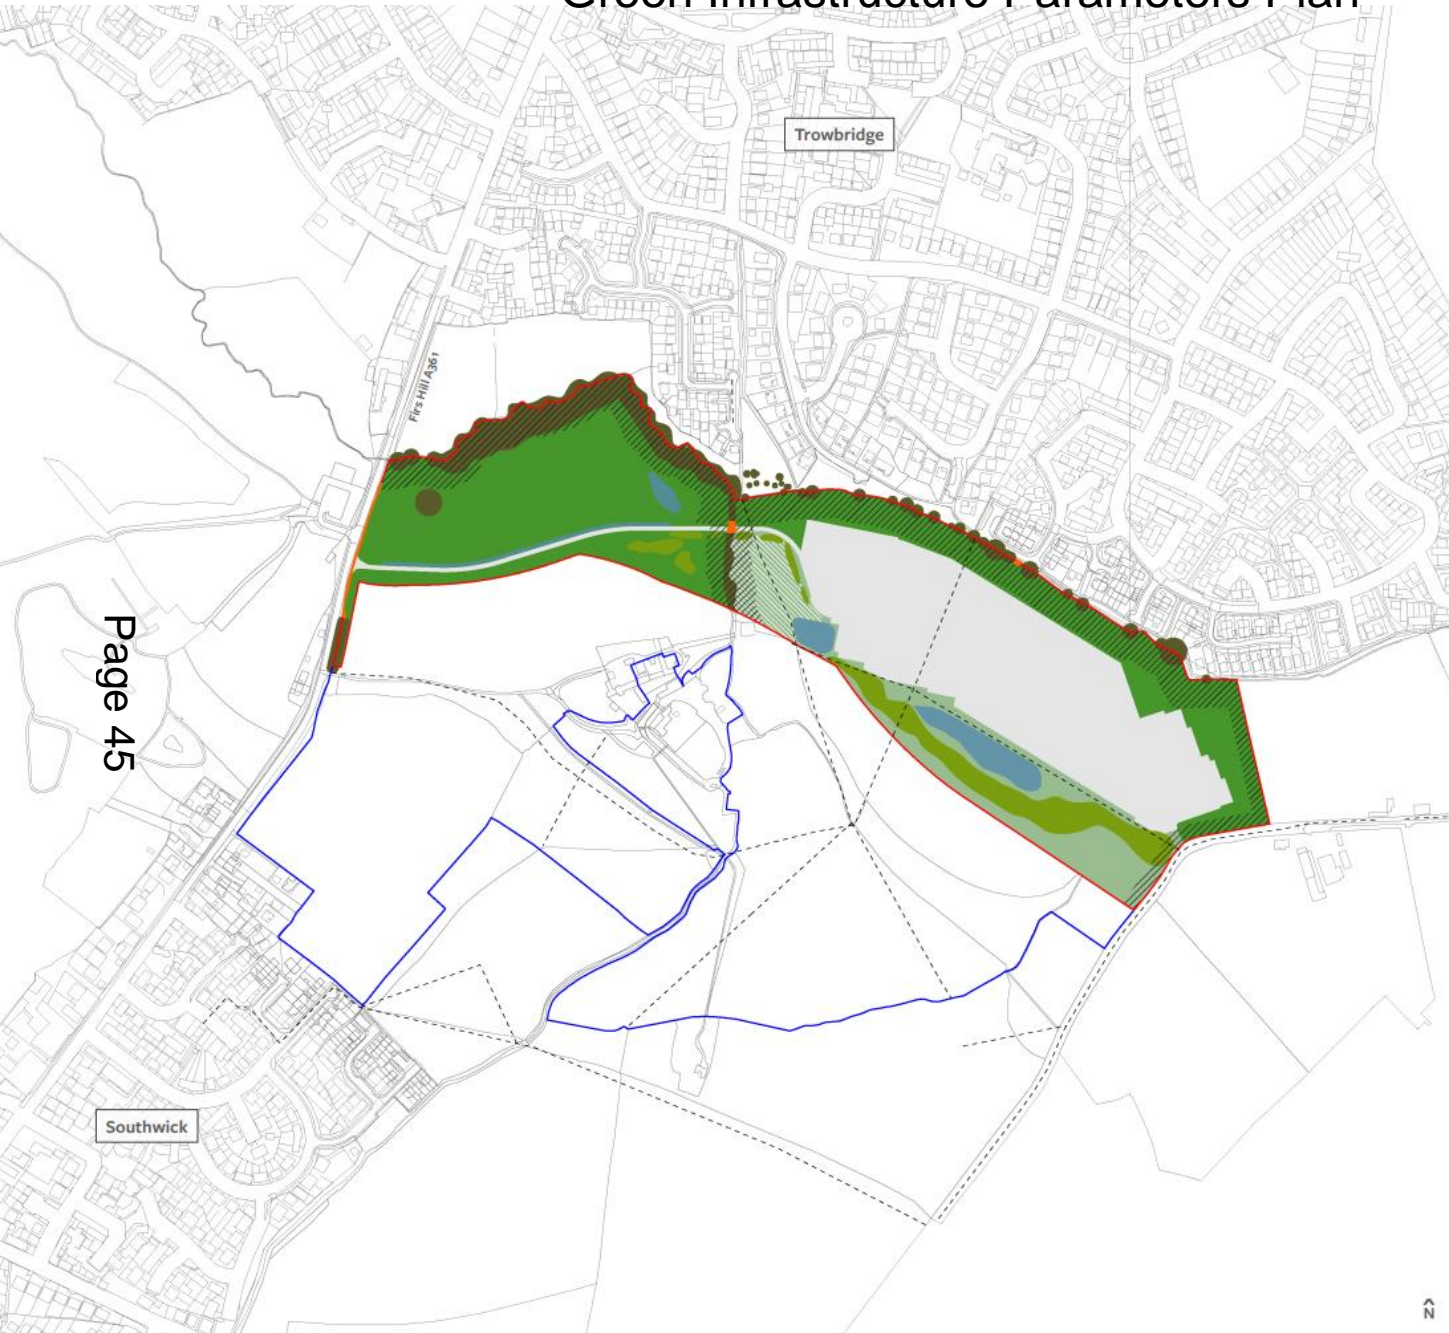 Green Infrastructure Parameters Plan
Trowbridge
Firs Hill A361
Page 45
Southwick
N